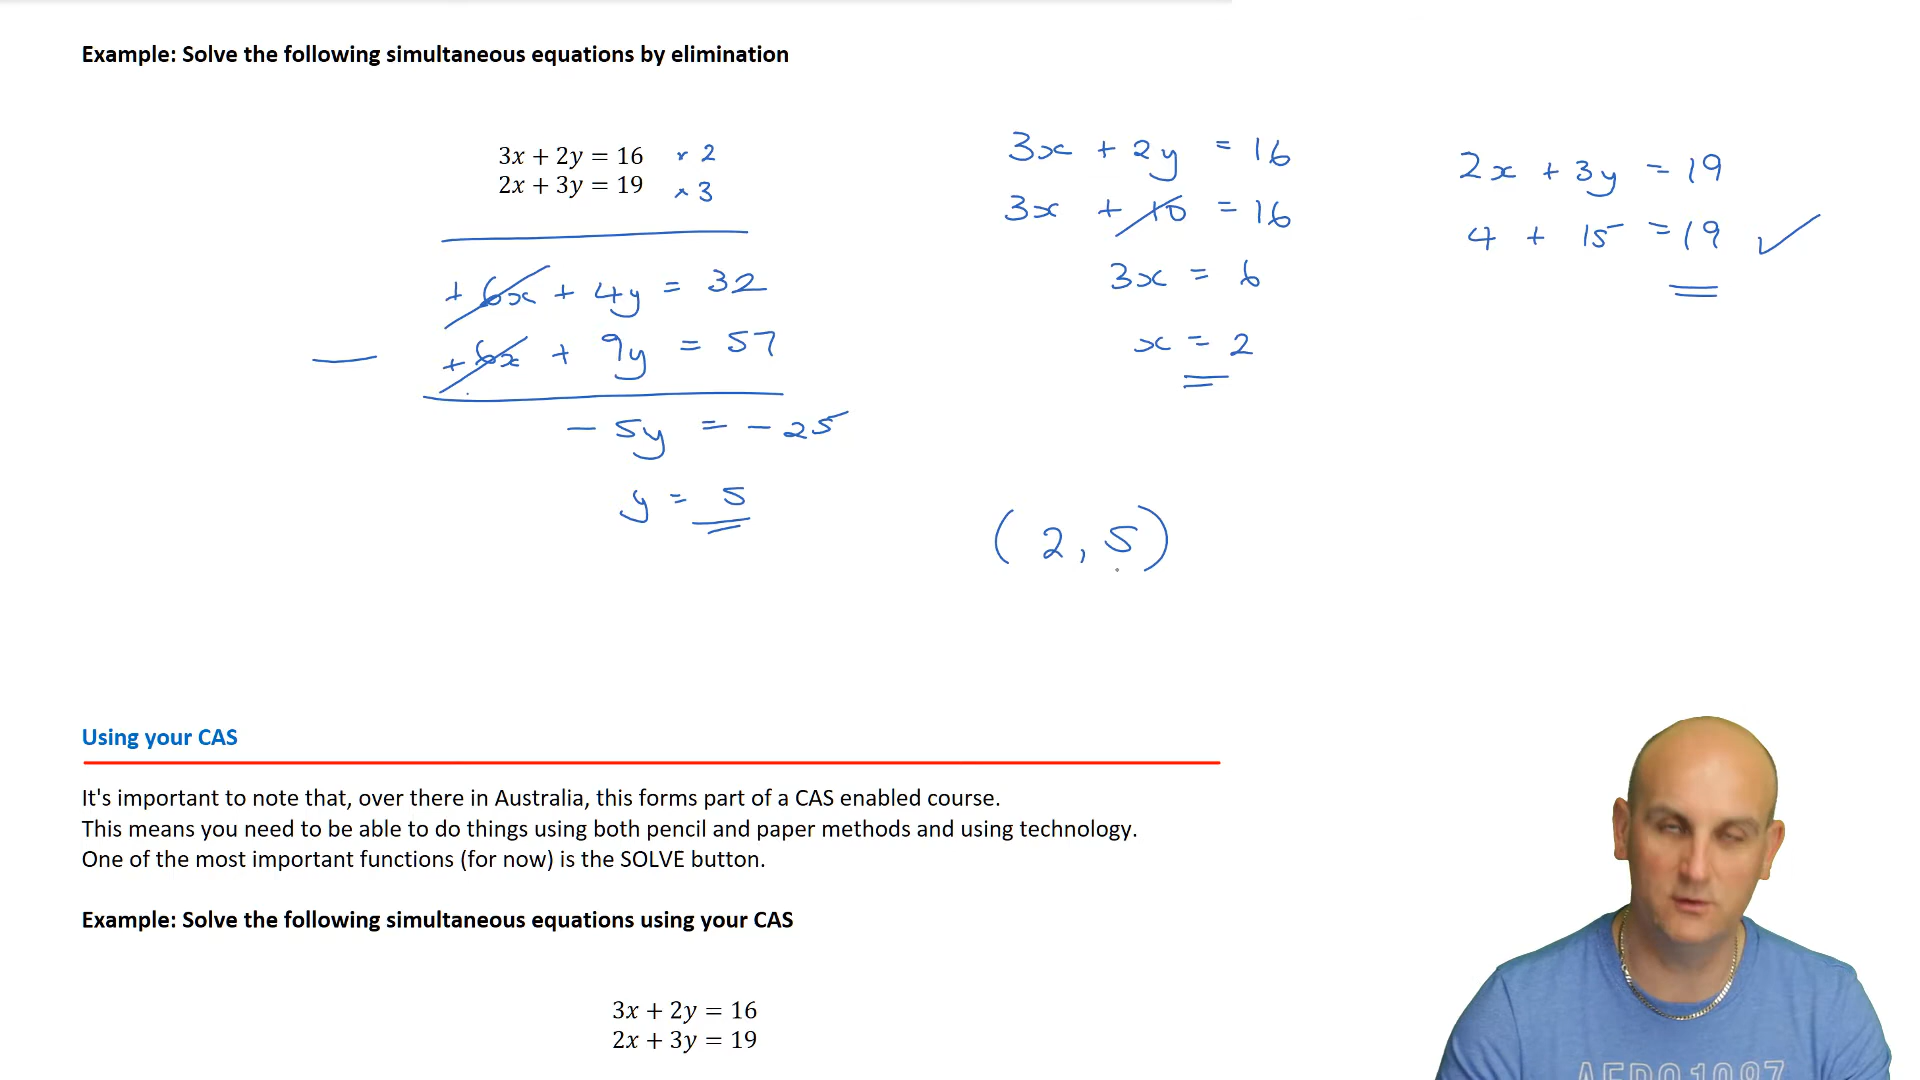 Example: Solve the following simultaneous equations by elimination
3x + 2y = 16 × 2
2x + 3y = 19 × 3
+ 6x + 4y = 32
— + 6x + 9y = 57
- 5y = - 25
y = 5
3x + 2y = 16
3x + 10 = 16
3x = 6
x = 2
(2, 5)
2x + 3y = 19
4 + 15 = 19 ✓
Using your CAS
It's important to note that, over there in Australia, this forms part of a CAS enabled course.
This means you need to be able to do things using both pencil and paper methods and using technology.
One of the most important functions (for now) is the SOLVE button.
Example: Solve the following simultaneous equations using your CAS
3x + 2y = 16
2x + 3y = 19